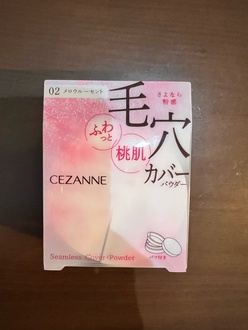 02 メロウルーセント
さよなら
粉感
毛穴
カバー
パウダー
ふわっと
桃肌
CEZANNE
Seamless Cover Powder
パフ付き